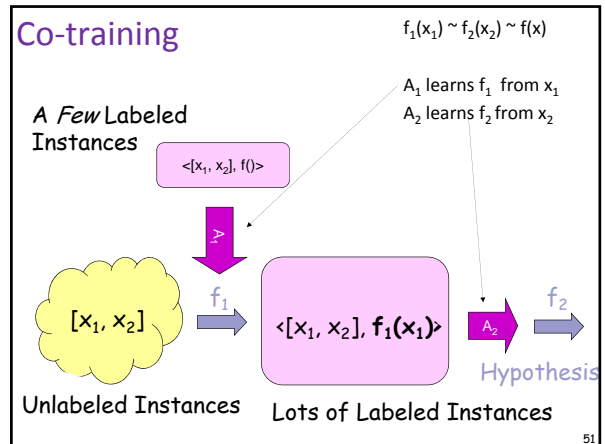 Co-training
f₁(x₁) ~ f₂(x₂) ~ f(x)
A₁ learns f₁ from x₁
A₂ learns f₂ from x₂
A Few Labeled
Instances
<[x₁, x₂], f()>
A₁
[x₁, x₂]
f₁
<[x₁, x₂], f₁(x₁)>
A₂
f₂
Hypothesis
Unlabeled Instances
Lots of Labeled Instances
51